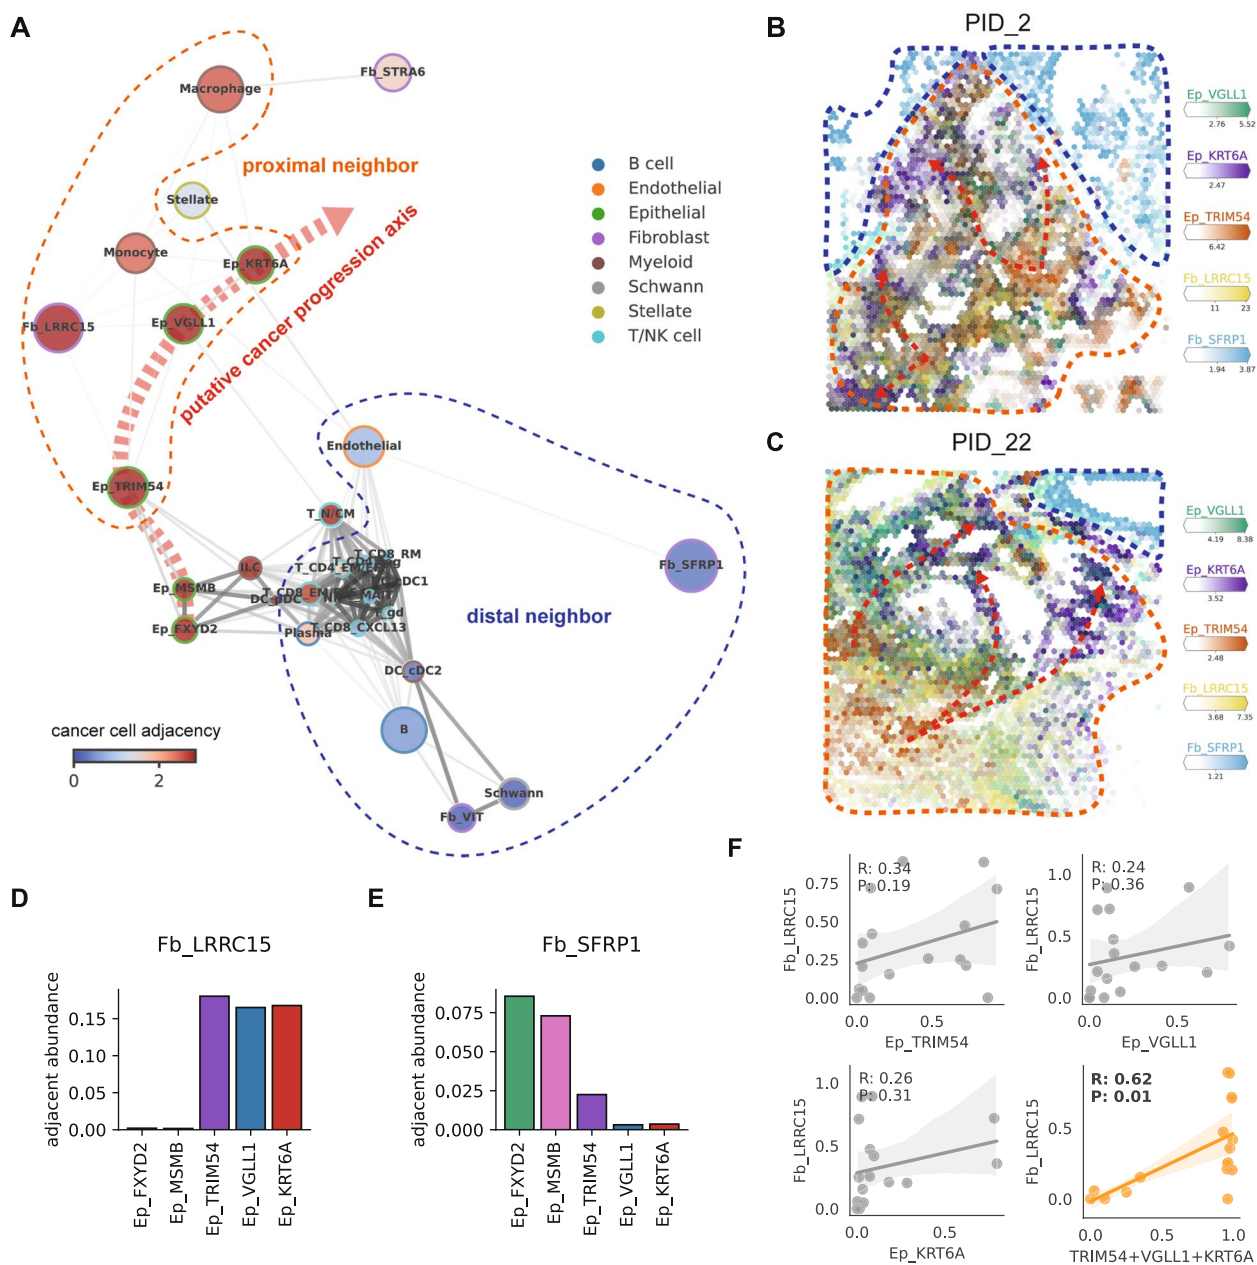 A
Macrophage
Fb_STRA6
proximal neighbor
Stellate
Monocyte
Ep_KRT6A
Fb_LRRC15
Ep_VGLL1
putative cancer progression axis
Ep_TRIM54
B cell
Endothelial
Epithelial
Fibroblast
Myeloid
Schwann
Stellate
T/NK cell
Endothelial
T_N/CM
T_CD8_RM
ILC
Ep_MSMB
Ep_FXYD2
Plasma
T_CD8_CXCL13
DC_cDC2
B
Schwann
Fb_VIT
Fb_SFRP1
distal neighbor
cancer cell adjacency
0 2
B
PID_2
Ep_VGLL1
2.76 5.52
Ep_KRT6A
2.47
Ep_TRIM54
6.42
Fb_LRRC15
11 23
Fb_SFRP1
1.94 3.87
C
PID_22
Ep_VGLL1
4.19 8.38
Ep_KRT6A
3.52
Ep_TRIM54
2.48
Fb_LRRC15
3.68 7.35
Fb_SFRP1
1.21
D
Fb_LRRC15
adjacent abundance
0.15
0.10
0.05
0.00
Ep_FXYD2
Ep_MSMB
Ep_TRIM54
Ep_VGLL1
Ep_KRT6A
E
Fb_SFRP1
adjacent abundance
0.075
0.050
0.025
0.000
Ep_FXYD2
Ep_MSMB
Ep_TRIM54
Ep_VGLL1
Ep_KRT6A
F
R: 0.34
P: 0.19
Fb_LRRC15
0.75
0.50
0.25
0.00
0.0 0.5
Ep_TRIM54
R: 0.24
P: 0.36
Fb_LRRC15
1.0
0.5
0.0
0.0 0.5
Ep_VGLL1
R: 0.26
P: 0.31
Fb_LRRC15
1.0
0.5
0.0
0.0 0.5
Ep_KRT6A
R: 0.62
P: 0.01
Fb_LRRC15
0.5
0.0
0.0 0.5 1.0
TRIM54+VGLL1+KRT6A